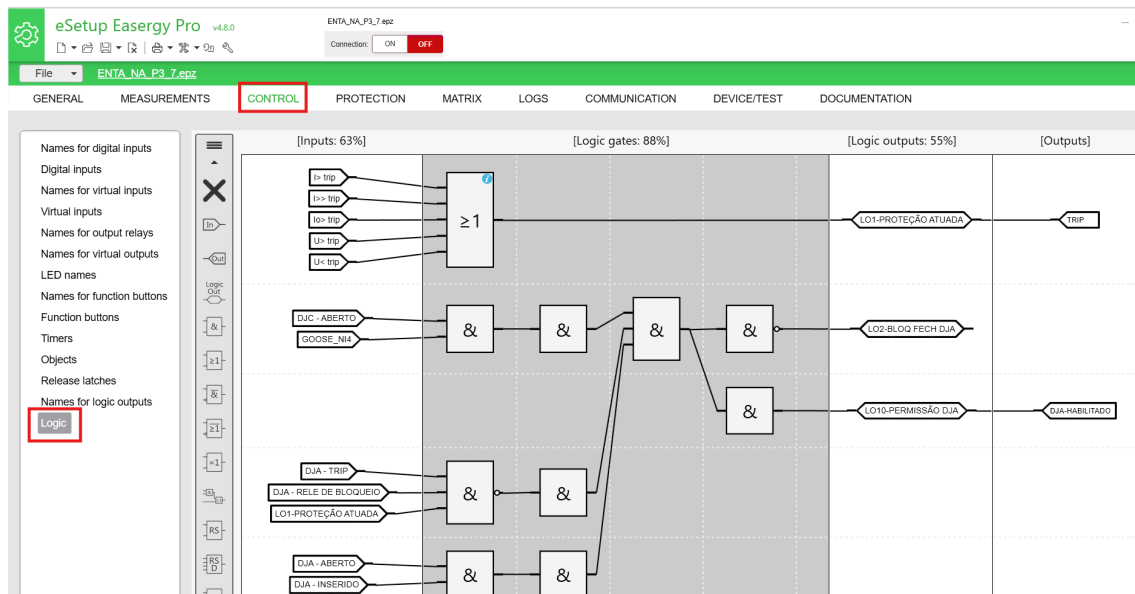 eSetup Easergy Pro v4.8.0
ENTA_NA_P3_7.epz
Connection: ON OFF
File ENTA_NA_P3_7.epz
GENERAL MEASUREMENTS CONTROL PROTECTION MATRIX LOGS COMMUNICATION DEVICE/TEST DOCUMENTATION
Names for digital inputs
Digital inputs
Names for virtual inputs
Virtual inputs
Names for output relays
Names for virtual outputs
LED names
Names for function buttons
Function buttons
Timers
Objects
Release latches
Names for logic outputs
Logic
In
Out
Logic
Out
&
≥1
&
≥1
=1
RS
RS
D
[Inputs: 63%] [Logic gates: 88%] [Logic outputs: 55%] [Outputs]
I> trip
I>> trip
Io> trip
U> trip
U< trip
≥1
LO1-PROTEÇÃO ATUADA
TRIP
DJC - ABERTO
GOOSE_NI4
& & & &
LO2-BLOQ FECH DJA
&
LO10-PERMISSÃO DJA
DJA-HABILITADO
DJA - TRIP
DJA - RELE DE BLOQUEIO
LO1-PROTEÇÃO ATUADA
& &
DJA - ABERTO
DJA - INSERIDO
& &